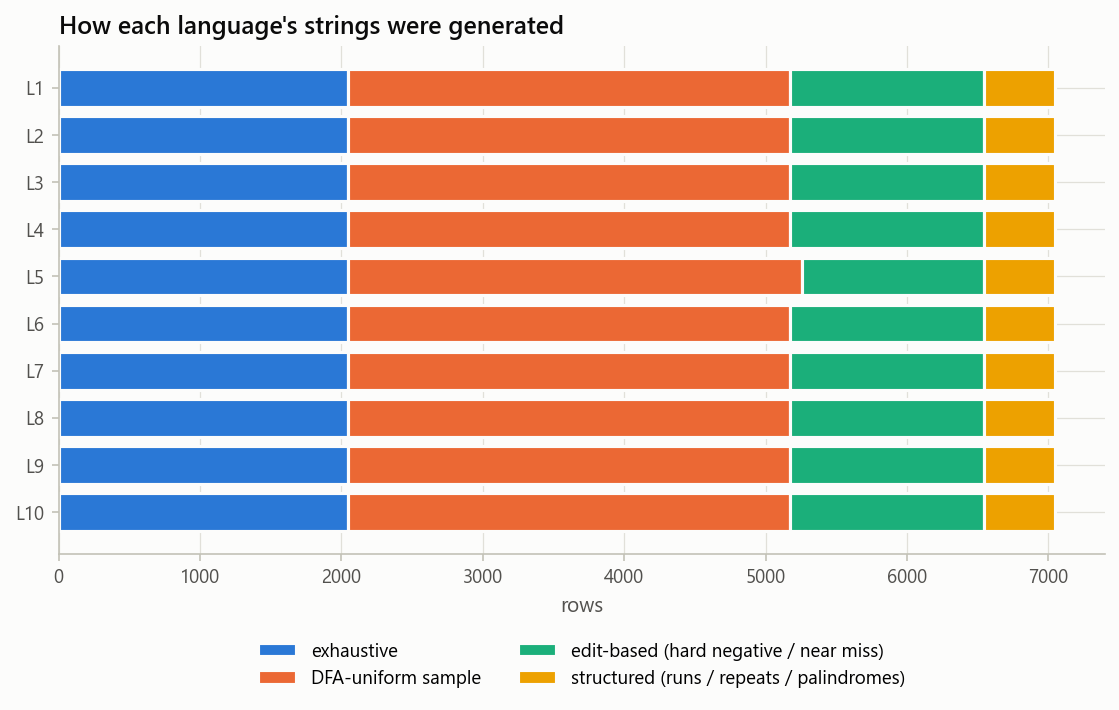 How each language's strings were generated
L1
L2
L3
L4
L5
L6
L7
L8
L9
L10
0 1000 2000 3000 4000 5000 6000 7000
rows
exhaustive
DFA-uniform sample
edit-based (hard negative / near miss)
structured (runs / repeats / palindromes)